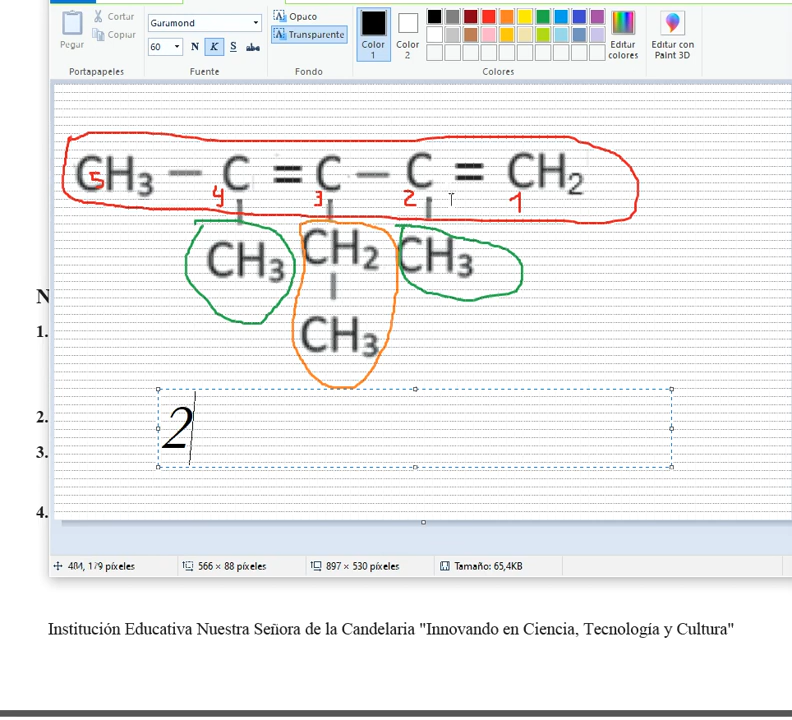 Cortar
Copiar
Pegar
Portapapeles
Garamond
60
N K S abc
Fuente
Opaco
Transparente
Fondo
Color
1
Color
2
Editar
colores
Editar con
Paint 3D
Colores
CH3 — C = C — C = CH2
5 4 3 2 1
CH3 CH2 CH3
CH3
2
N
1.
2.
3.
4.
484, 179 píxeles 566 × 88 píxeles 897 × 530 píxeles Tamaño: 65,4KB
Institución Educativa Nuestra Señora de la Candelaria "Innovando en Ciencia, Tecnología y Cultura"